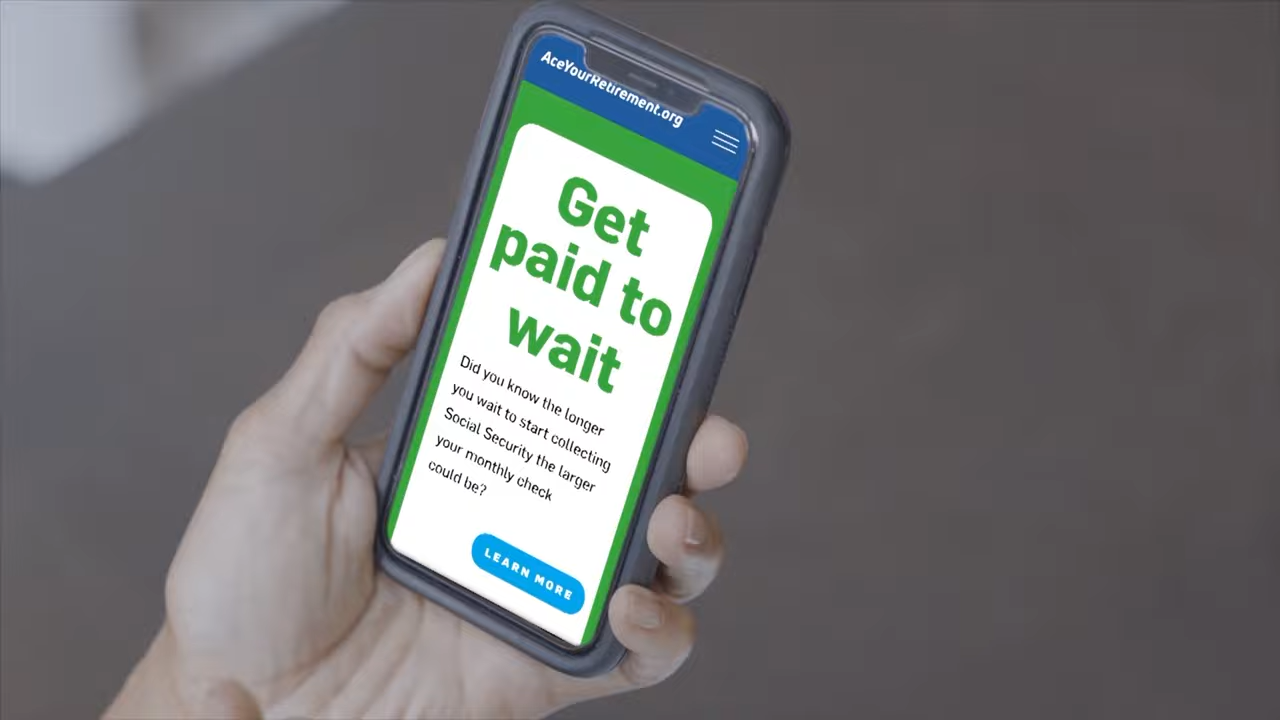 AceYourRetirement.org
Get
paid to
wait
Did you know the longer
you wait to start collecting
Social Security the larger
your monthly check
could be?
LEARN MORE